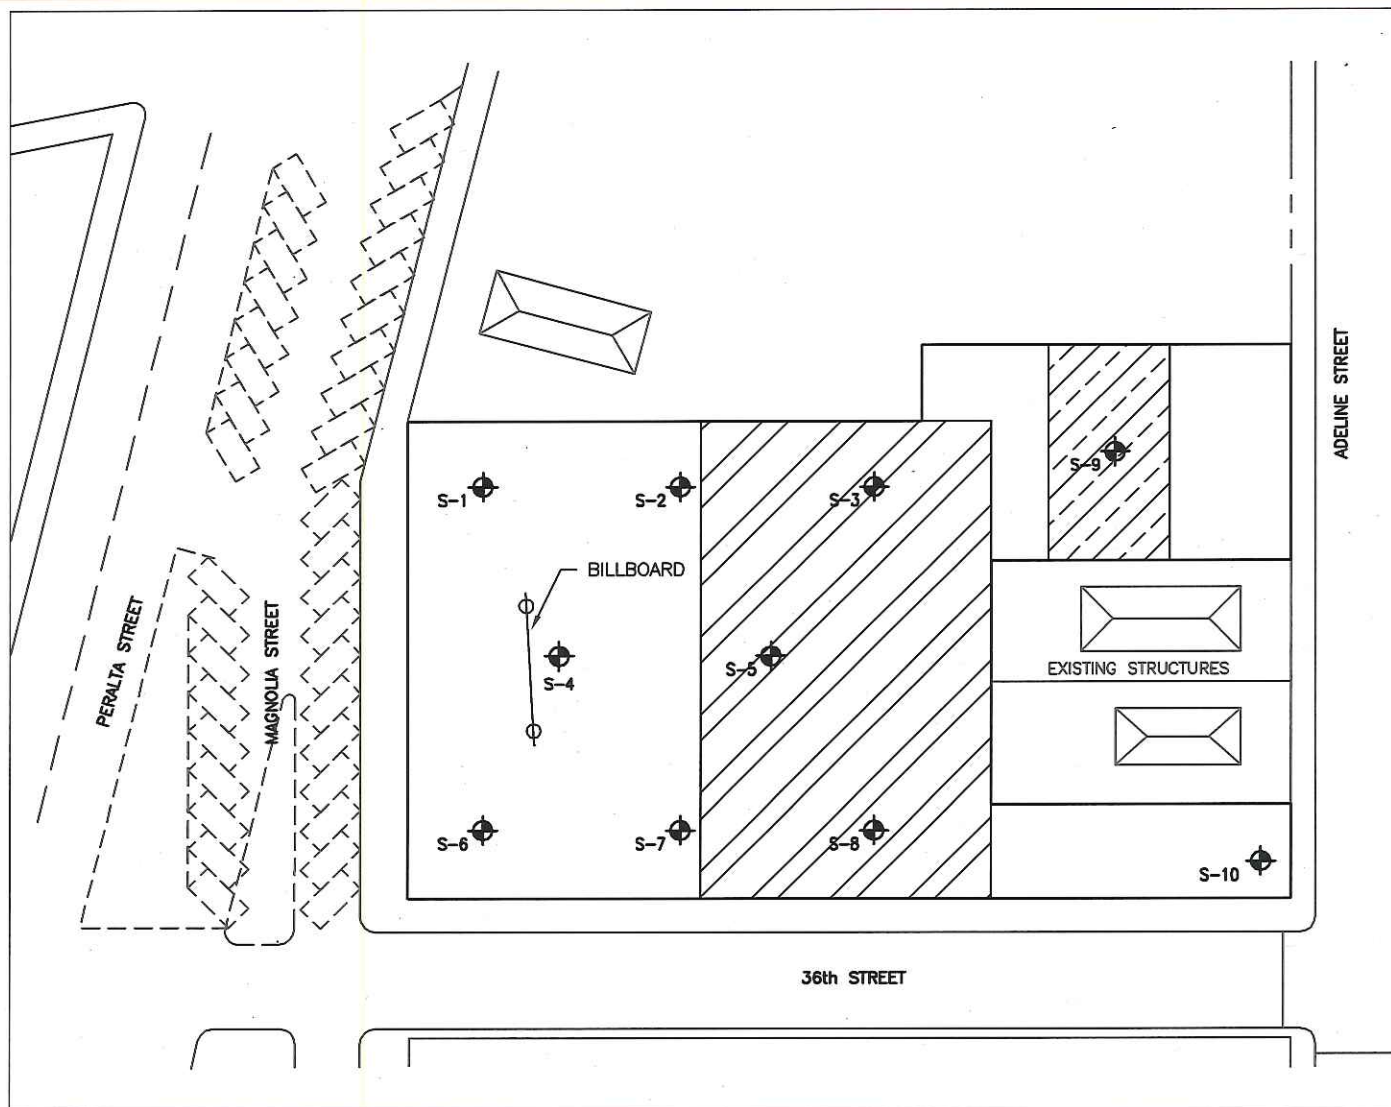 ADELINE STREET
S-9
S-1
S-2
S-3
BILLBOARD
PERALTA STREET
MAGNOLIA STREET
S-4
S-5
EXISTING STRUCTURES
S-6
S-7
S-8
S-10
36th STREET